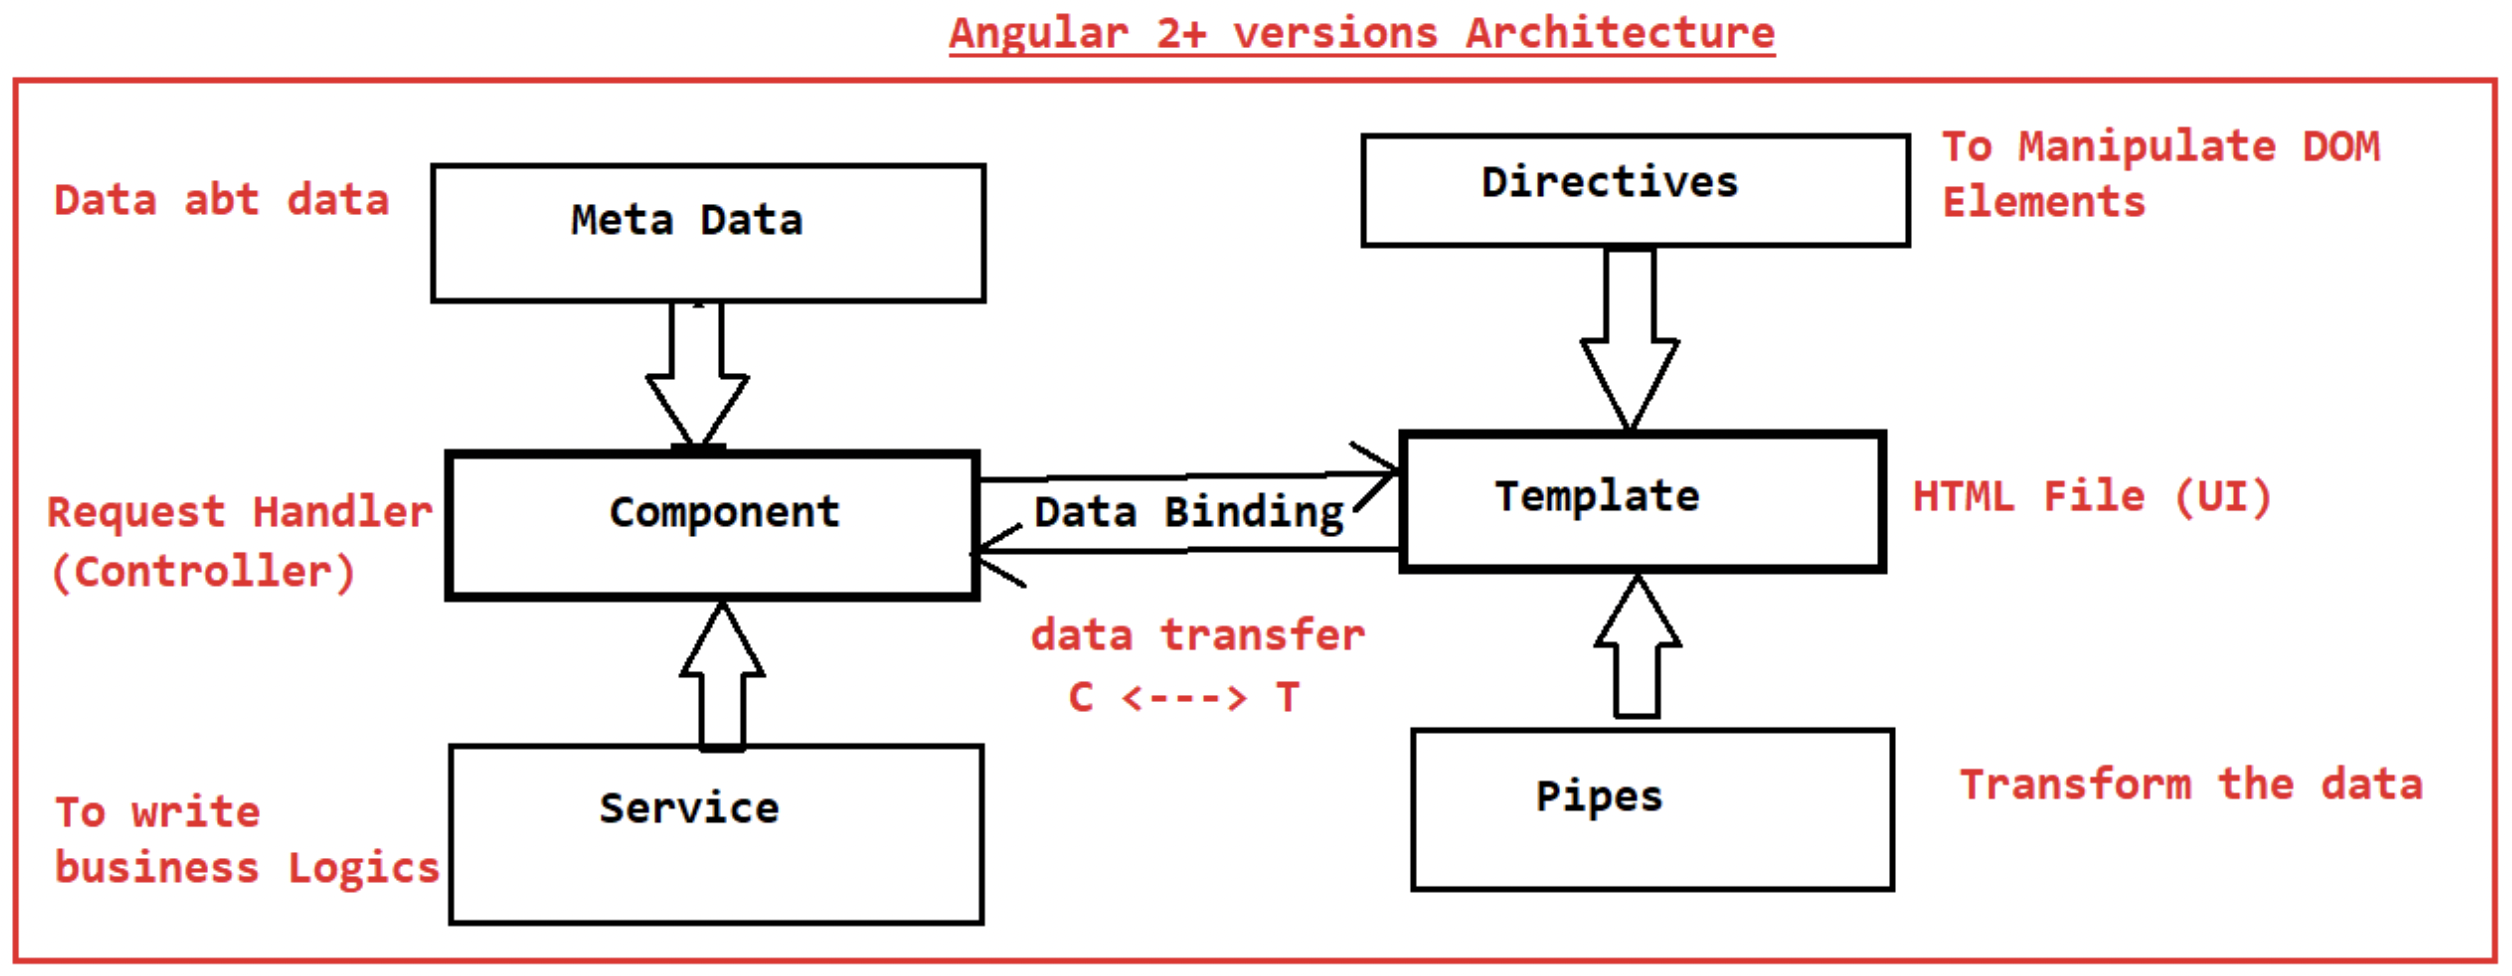 Angular 2+ versions Architecture
Data abt data
Meta Data
Directives
To Manipulate DOM
Elements
Request Handler
(Controller)
Component
Data Binding
Template
HTML File (UI)
data transfer
C <---> T
To write
business Logics
Service
Pipes
Transform the data